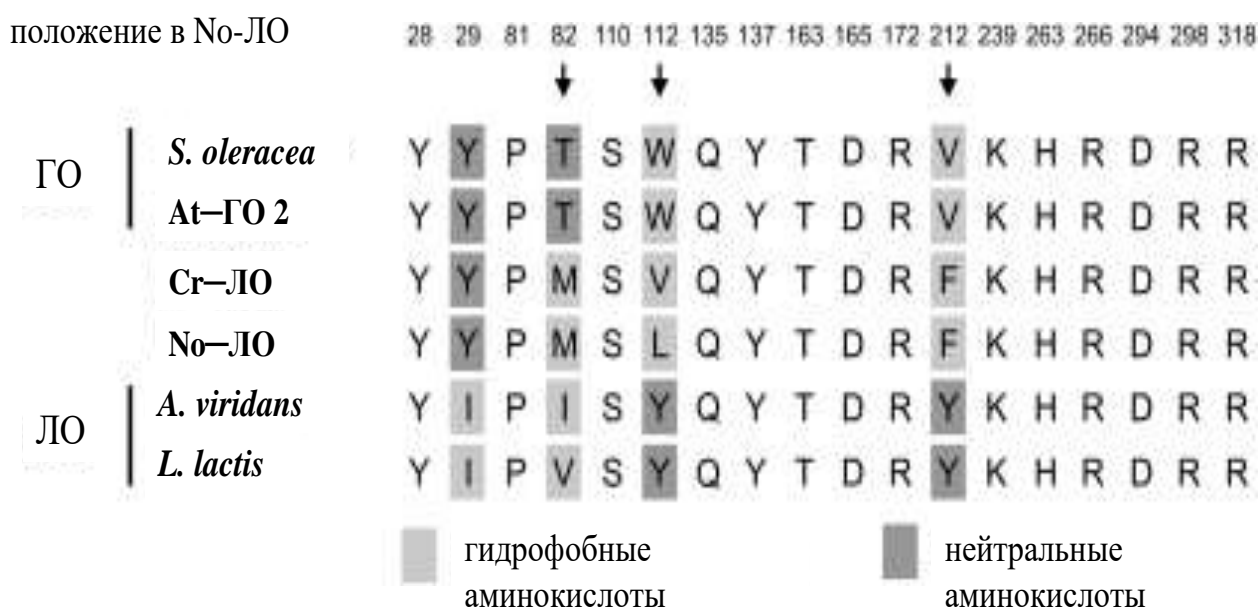 положение в No-ЛО 28 29 81 82 110 112 135 137 163 165 172 212 239 263 266 294 298 318
ГО
S. oleracea Y Y P T S W Q Y T D R V K H R D R R
At–ГО 2 Y Y P T S W Q Y T D R V K H R D R R
Cr–ЛО Y Y P M S V Q Y T D R F K H R D R R
No–ЛО Y Y P M S L Q Y T D R F K H R D R R
ЛО
A. viridans Y I P I S Y Q Y T D R Y K H R D R R
L. lactis Y I P V S Y Q Y T D R Y K H R D R R
гидрофобные нейтральные
аминокислоты аминокислоты